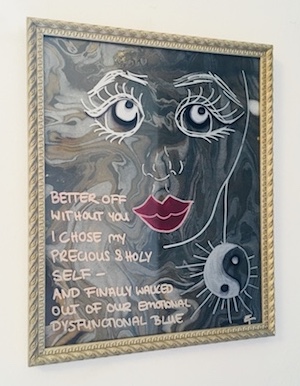 BETTER OFF
WITHOUT YOU
I CHOSE MY
PRECIOUS & HOLY
SELF –
AND FINALLY WALKED
OUT OF OUR EMOTIONAL
DYSFUNCTIONAL BLUE